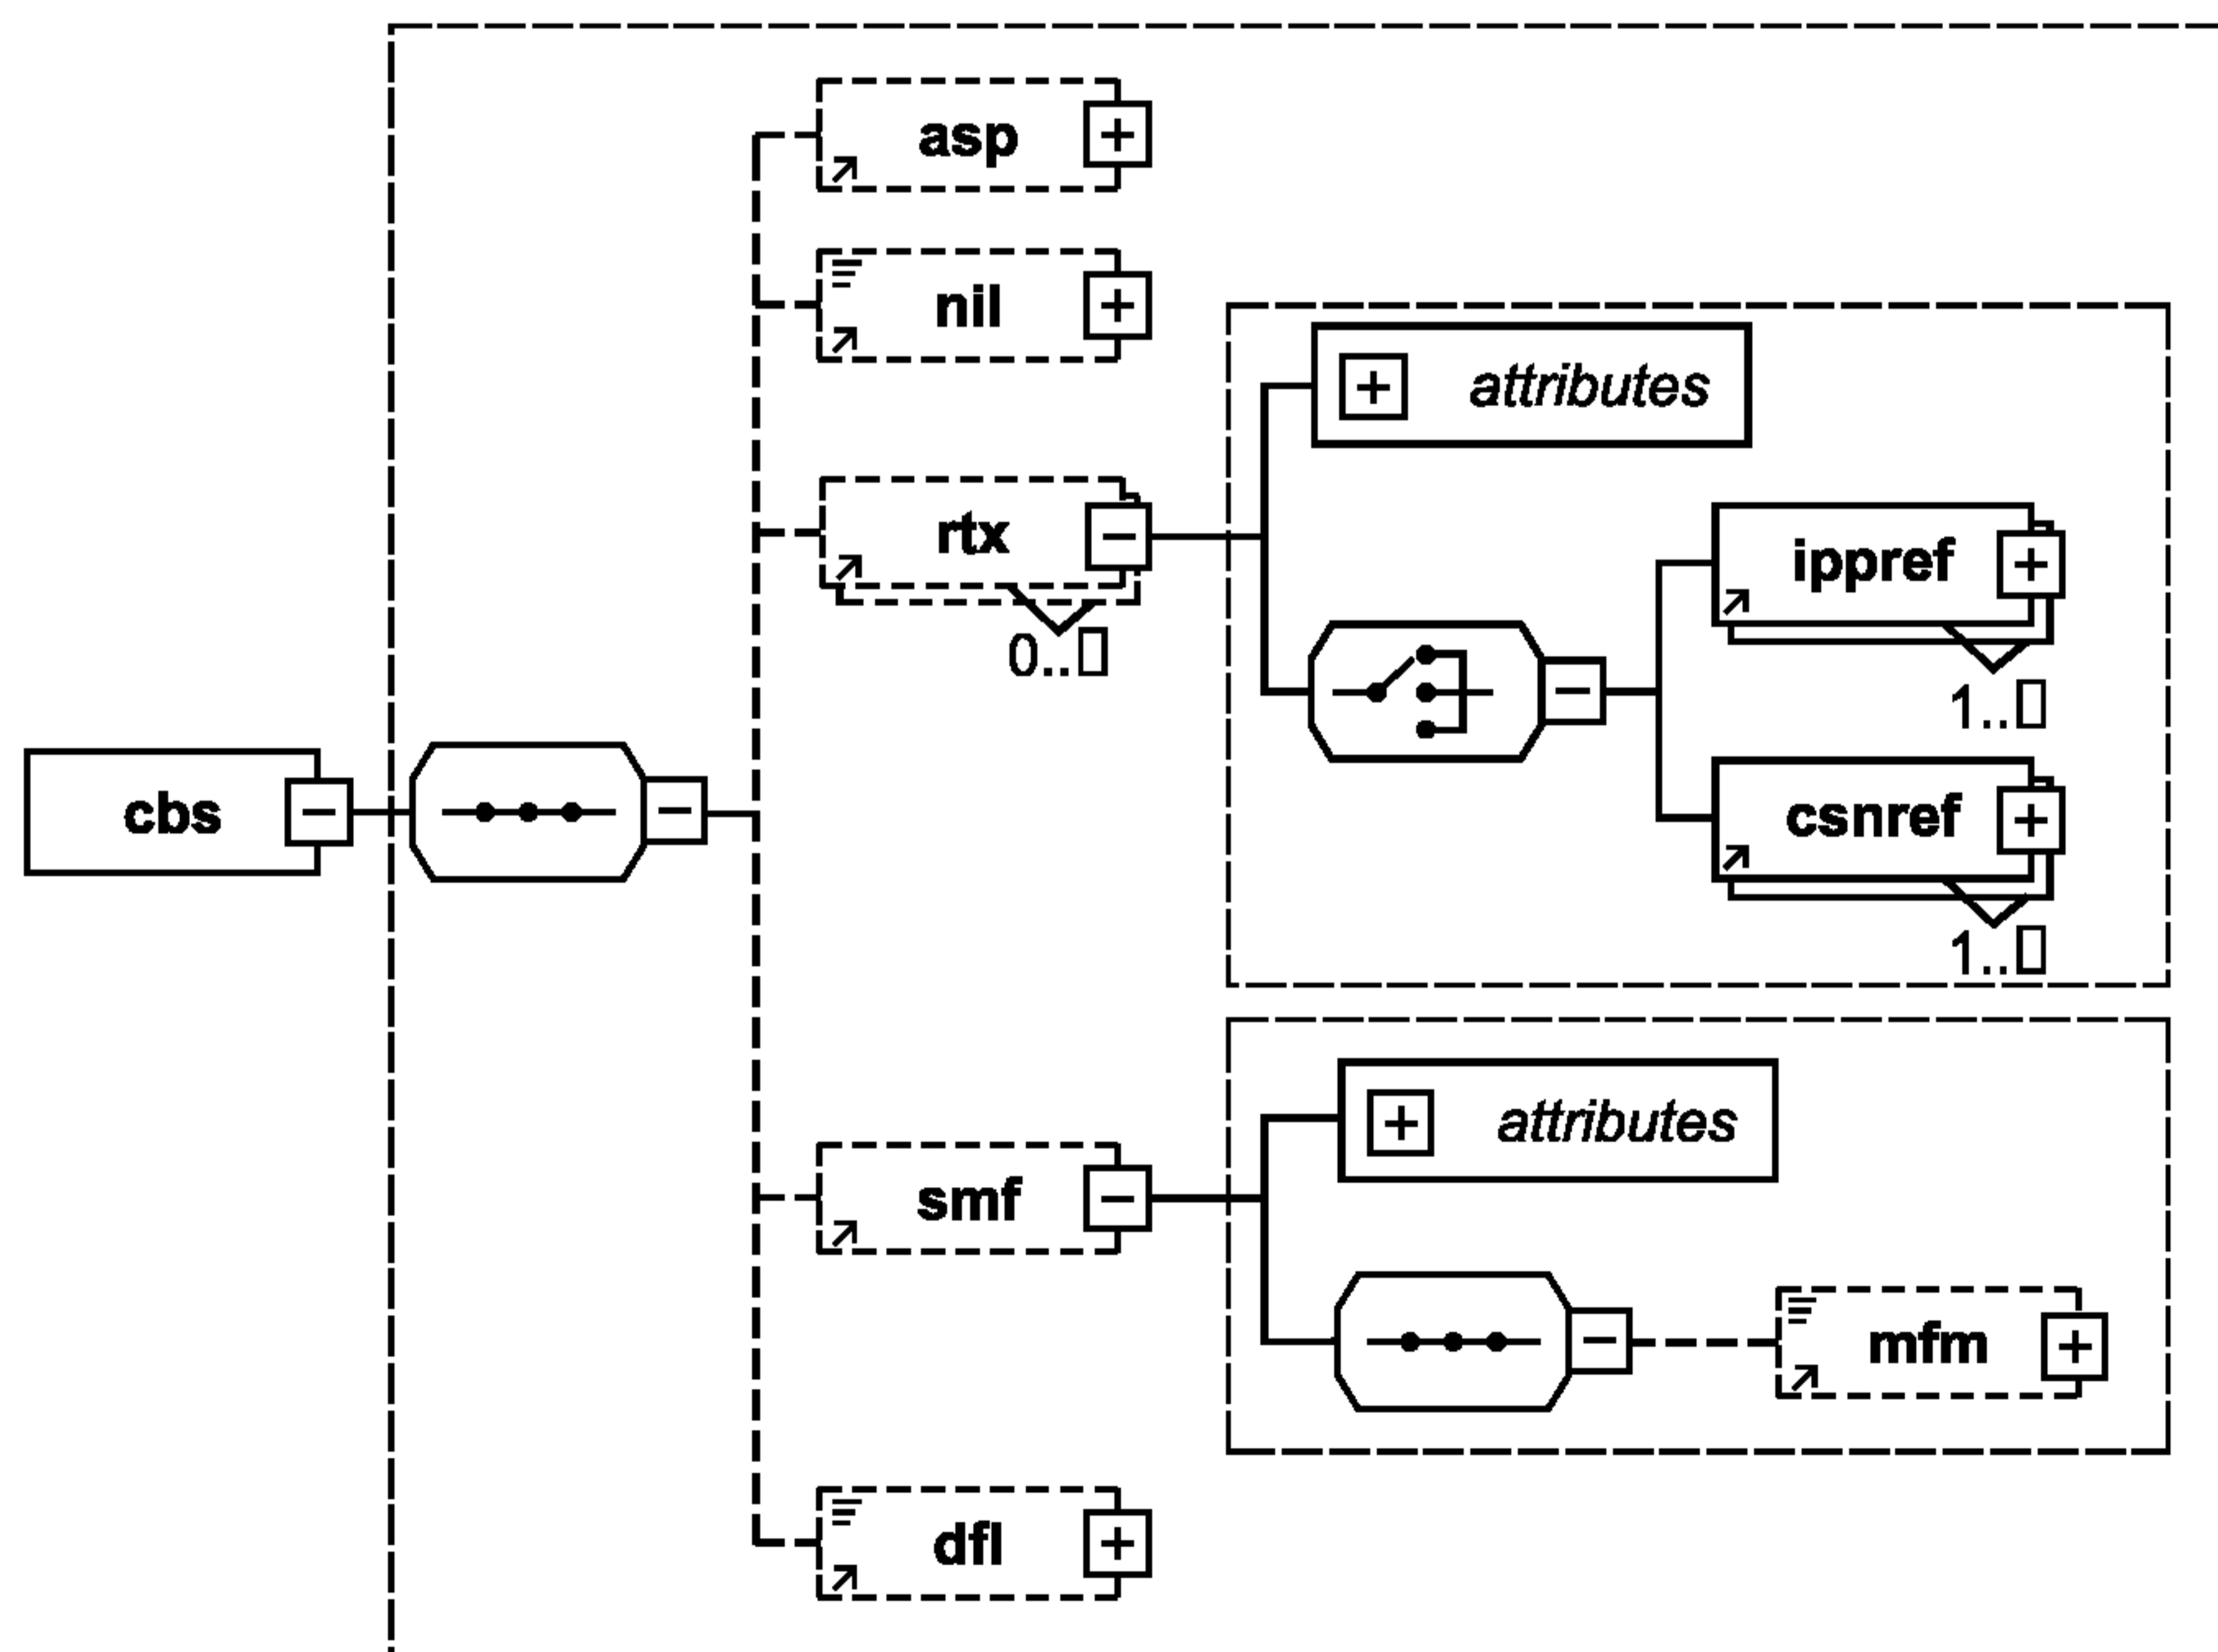 asp
nil
attributes
rtx
ippref
0..▯
1..▯
cbs
csnref
1..▯
attributes
smf
mfm
dfl